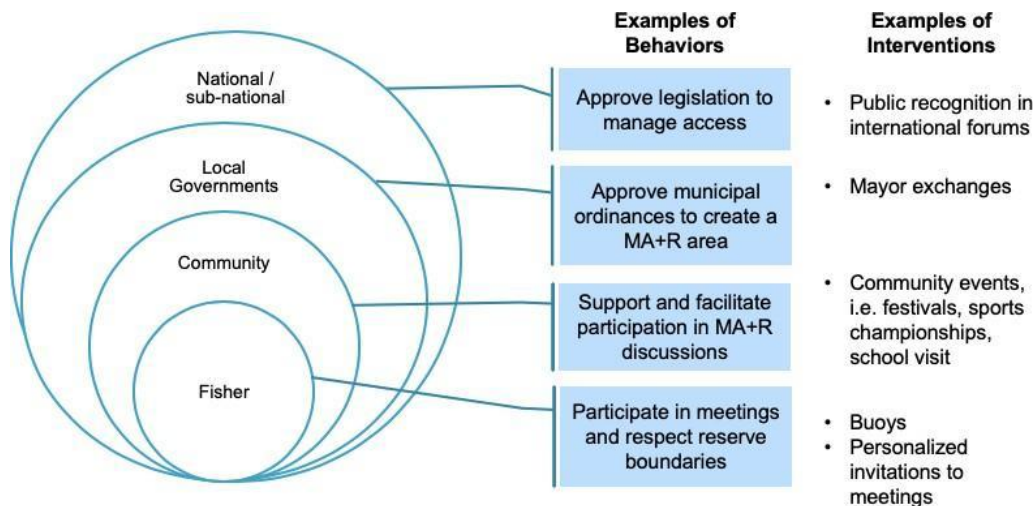 Examples of
Behaviors
Examples of
Interventions
National /
sub-national
Approve legislation to
manage access
• Public recognition in
international forums
Local
Governments
Approve municipal
ordinances to create a
MA+R area
• Mayor exchanges
Community
Support and facilitate
participation in MA+R
discussions
• Community events,
i.e. festivals, sports
championships,
school visit
Fisher
Participate in meetings
and respect reserve
boundaries
• Buoys
• Personalized
invitations to
meetings